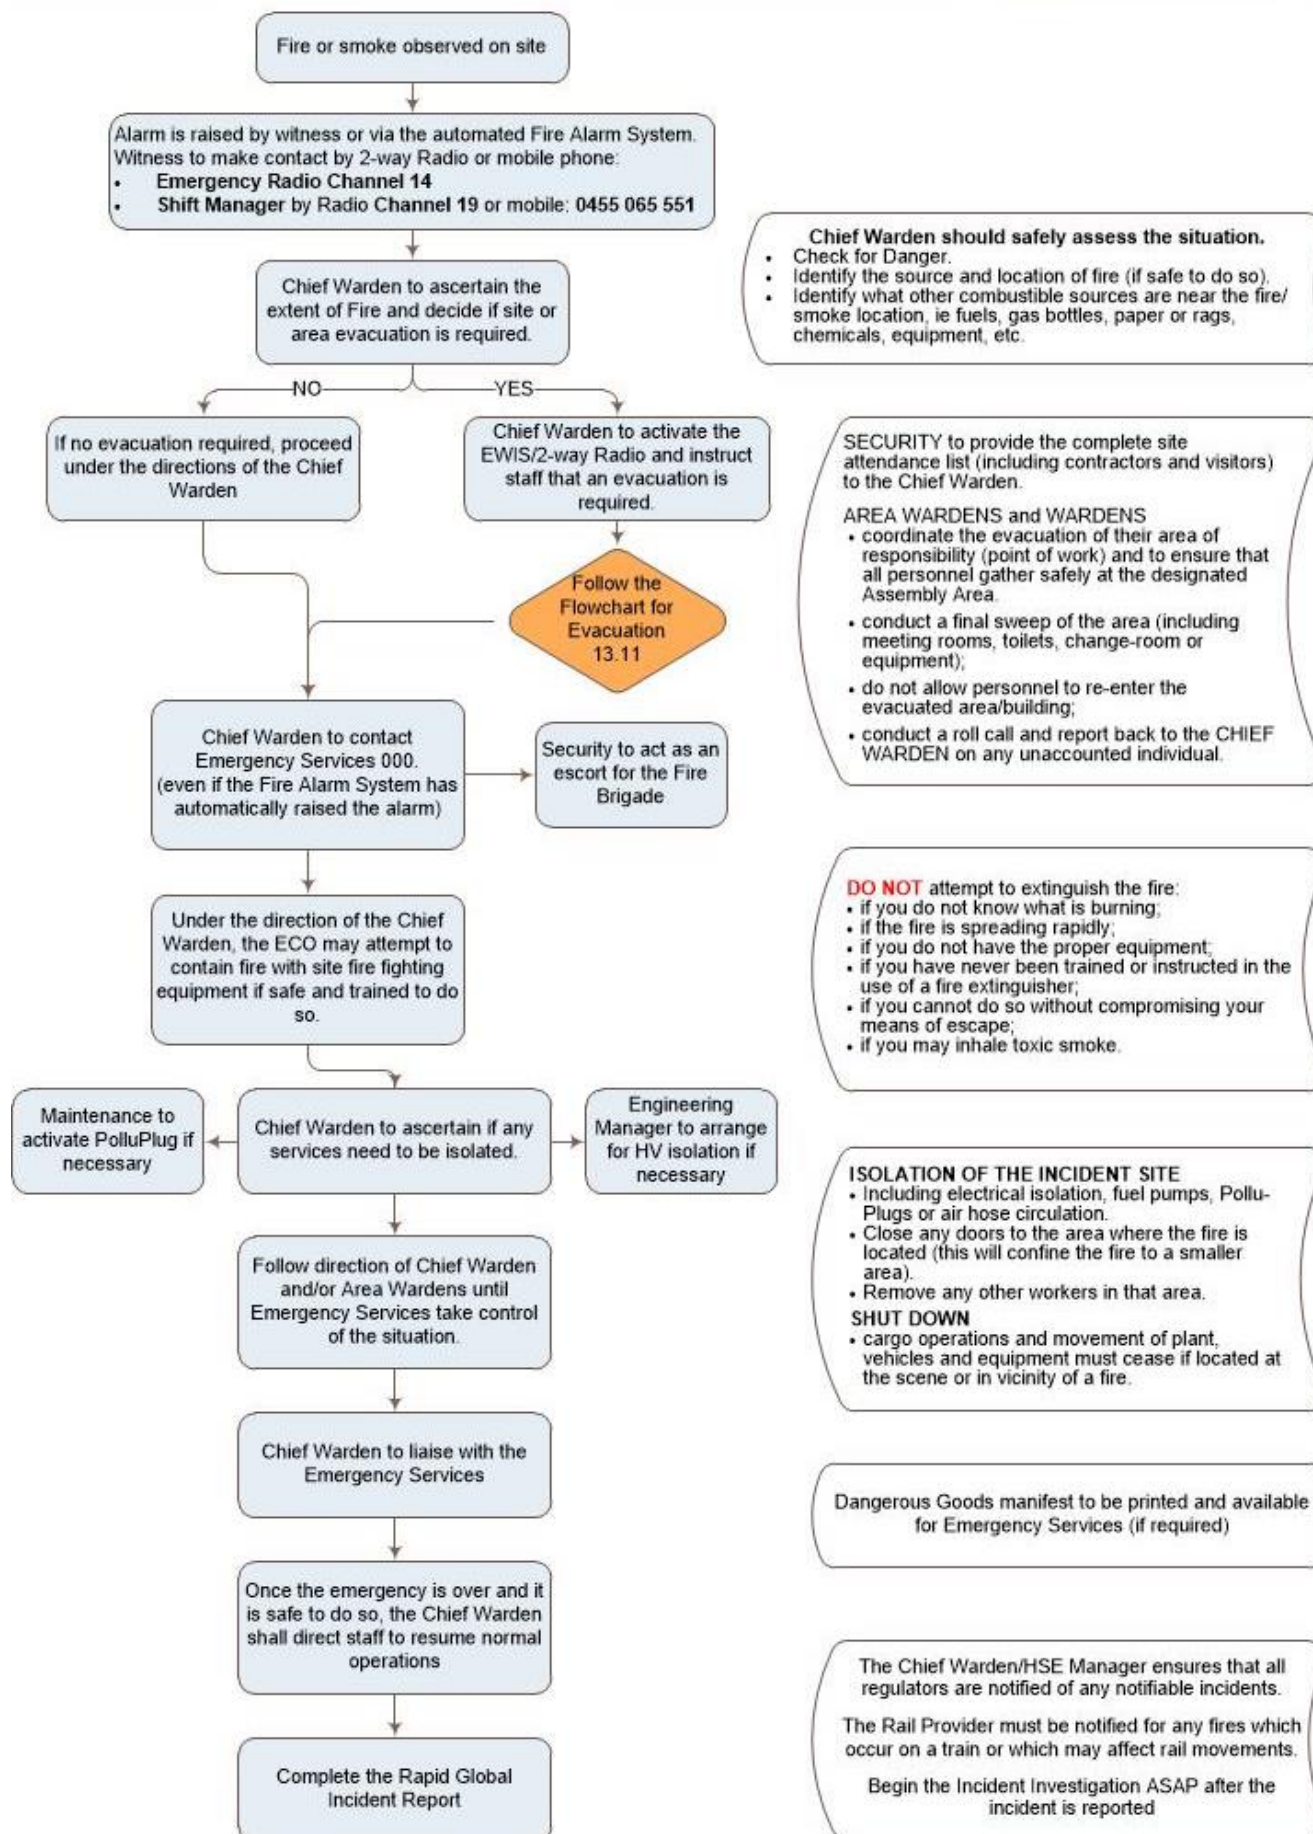 Fire or smoke observed on site
Alarm is raised by witness or via the automated Fire Alarm System.
Witness to make contact by 2-way Radio or mobile phone:
• Emergency Radio Channel 14
• Shift Manager by Radio Channel 19 or mobile: 0455 065 551
Chief Warden should safely assess the situation.
• Check for Danger.
• Identify the source and location of fire (if safe to do so).
• Identify what other combustible sources are near the fire/
smoke location, ie fuels, gas bottles, paper or rags,
chemicals, equipment, etc.
Chief Warden to ascertain the
extent of Fire and decide if site or
area evacuation is required.
NO
YES
If no evacuation required, proceed
under the directions of the Chief
Warden
Chief Warden to activate the
EWIS/2-way Radio and instruct
staff that an evacuation is
required.
SECURITY to provide the complete site
attendance list (including contractors and visitors)
to the Chief Warden.
AREA WARDENS and WARDENS
• coordinate the evacuation of their area of
responsibility (point of work) and to ensure that
all personnel gather safely at the designated
Assembly Area.
• conduct a final sweep of the area (including
meeting rooms, toilets, change-room or
equipment);
• do not allow personnel to re-enter the
evacuated area/building;
• conduct a roll call and report back to the CHIEF
WARDEN on any unaccounted individual.
Follow the
Flowchart for
Evacuation
13.11
Chief Warden to contact
Emergency Services 000.
(even if the Fire Alarm System has
automatically raised the alarm)
Security to act as an
escort for the Fire
Brigade
Under the direction of the Chief
Warden, the ECO may attempt to
contain fire with site fire fighting
equipment if safe and trained to do
so.
DO NOT attempt to extinguish the fire:
• if you do not know what is burning;
• if the fire is spreading rapidly;
• if you do not have the proper equipment;
• if you have never been trained or instructed in the
use of a fire extinguisher;
• if you cannot do so without compromising your
means of escape;
• if you may inhale toxic smoke.
Maintenance to
activate PolluPlug if
necessary
Chief Warden to ascertain if any
services need to be isolated.
Engineering
Manager to arrange
for HV isolation if
necessary
ISOLATION OF THE INCIDENT SITE
• Including electrical isolation, fuel pumps, Pollu-
Plugs or air hose circulation.
• Close any doors to the area where the fire is
located (this will confine the fire to a smaller
area).
• Remove any other workers in that area.
SHUT DOWN
• cargo operations and movement of plant,
vehicles and equipment must cease if located at
the scene or in vicinity of a fire.
Follow direction of Chief Warden
and/or Area Wardens until
Emergency Services take control
of the situation.
Chief Warden to liaise with the
Emergency Services
Dangerous Goods manifest to be printed and available
for Emergency Services (if required)
Once the emergency is over and it
is safe to do so, the Chief Warden
shall direct staff to resume normal
operations
The Chief Warden/HSE Manager ensures that all
regulators are notified of any notifiable incidents.
The Rail Provider must be notified for any fires which
occur on a train or which may affect rail movements.
Begin the Incident Investigation ASAP after the
incident is reported
Complete the Rapid Global
Incident Report